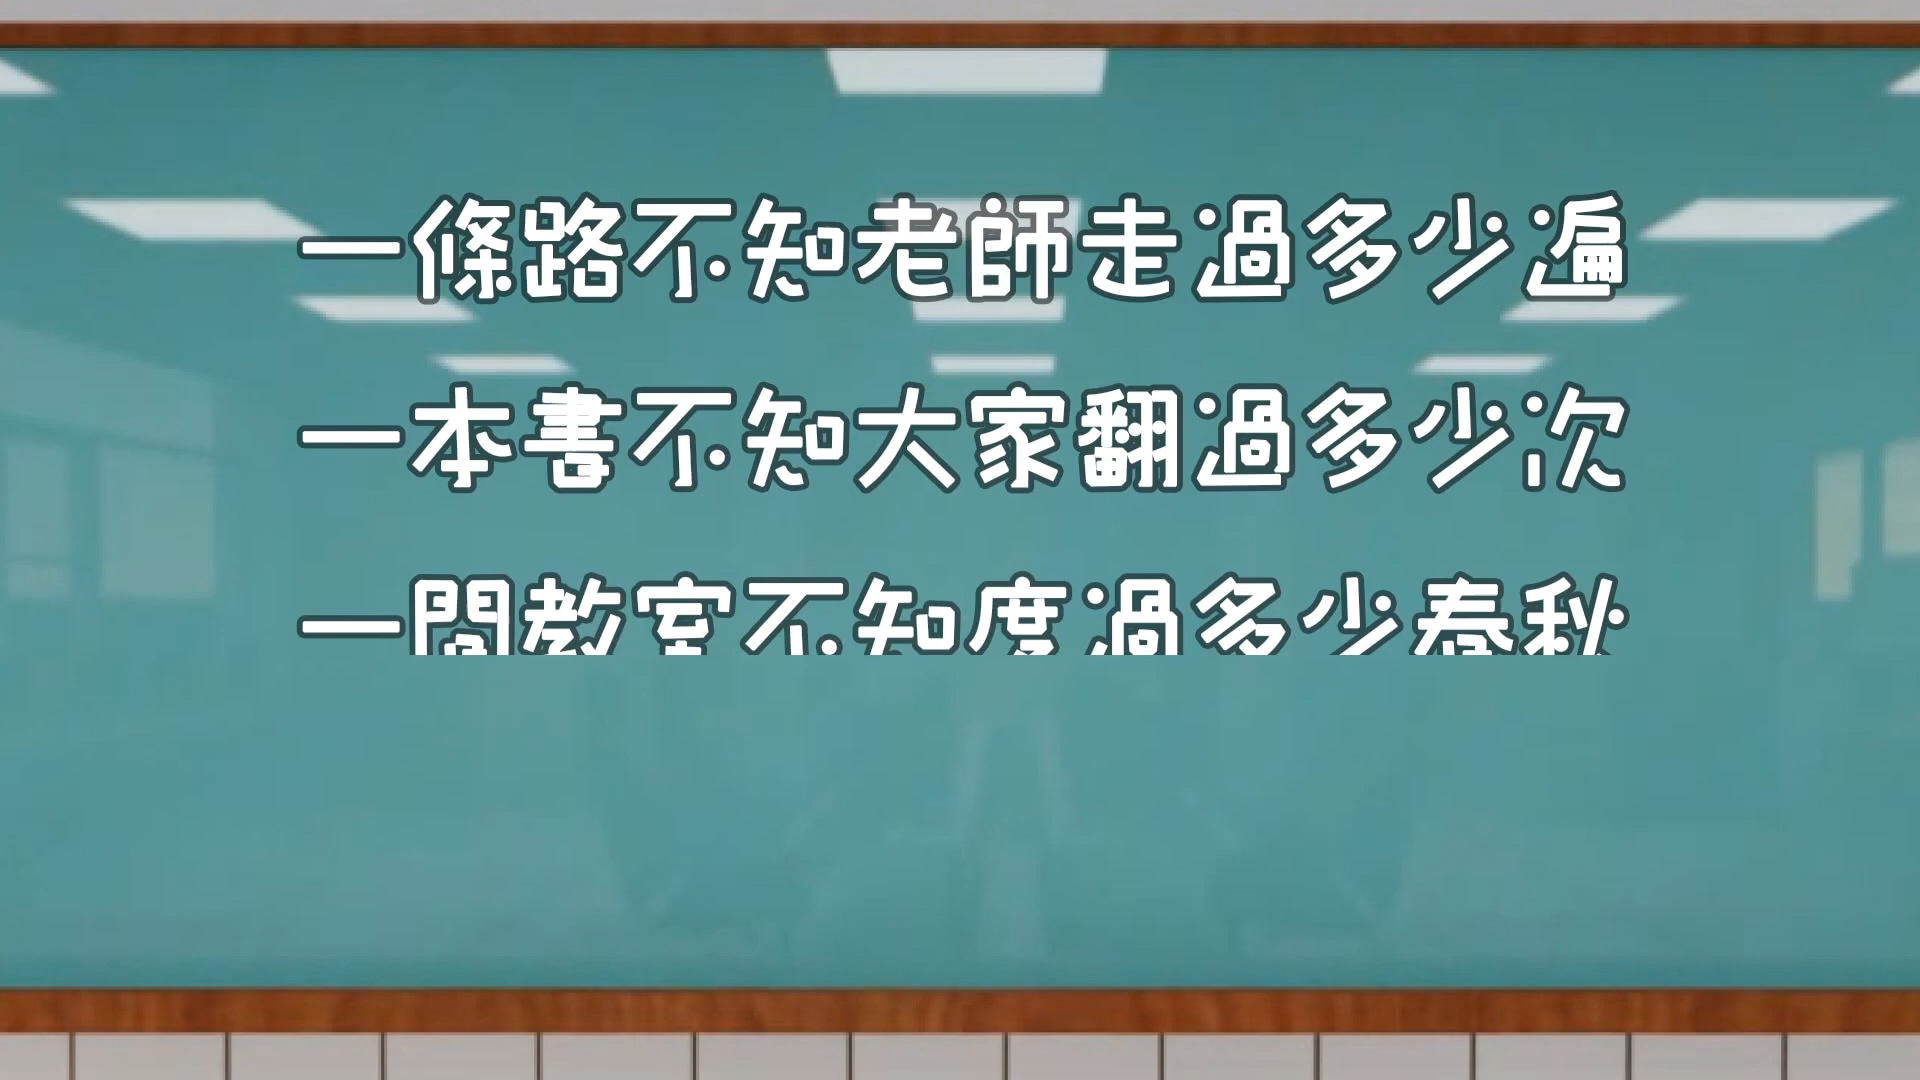 一條路不知老師走過多少遍
一本書不知大家翻過多少次
一間教室不知度過多少春秋